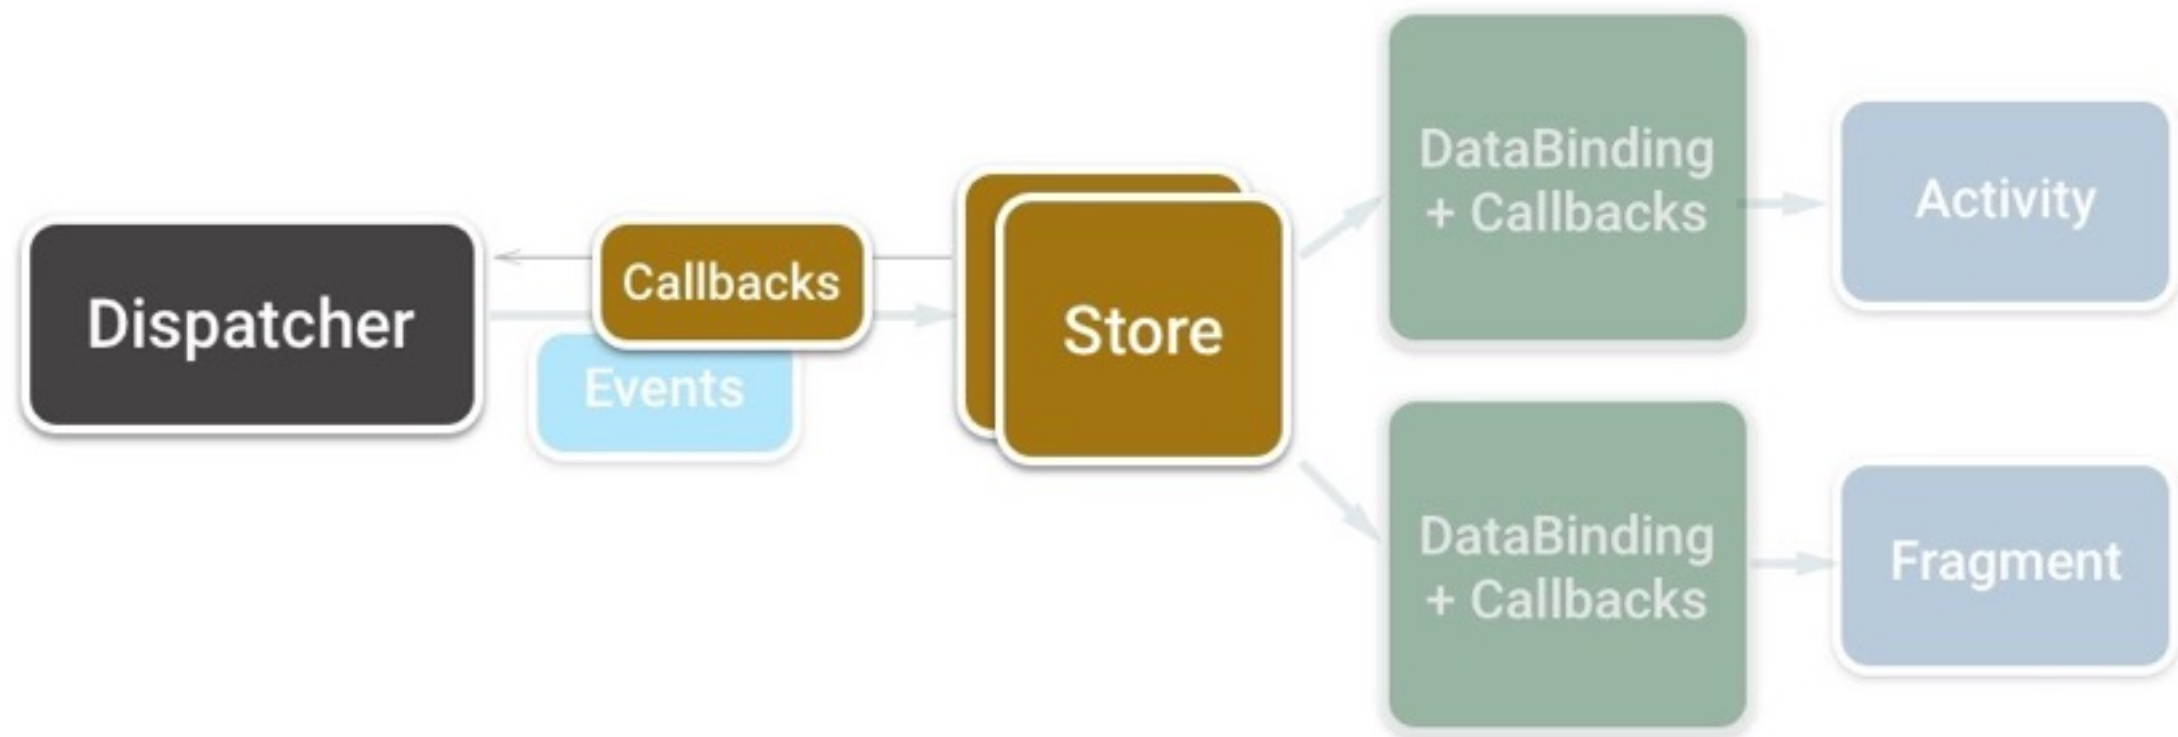 Dispatcher
Callbacks
Events
Store
DataBinding
+ Callbacks
Activity
DataBinding
+ Callbacks
Fragment